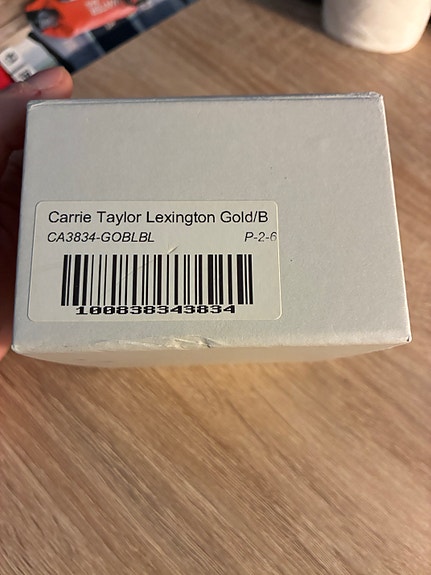 Carrie Taylor Lexington Gold/B
CA3834-GOBLBL P-2-6
100838343834